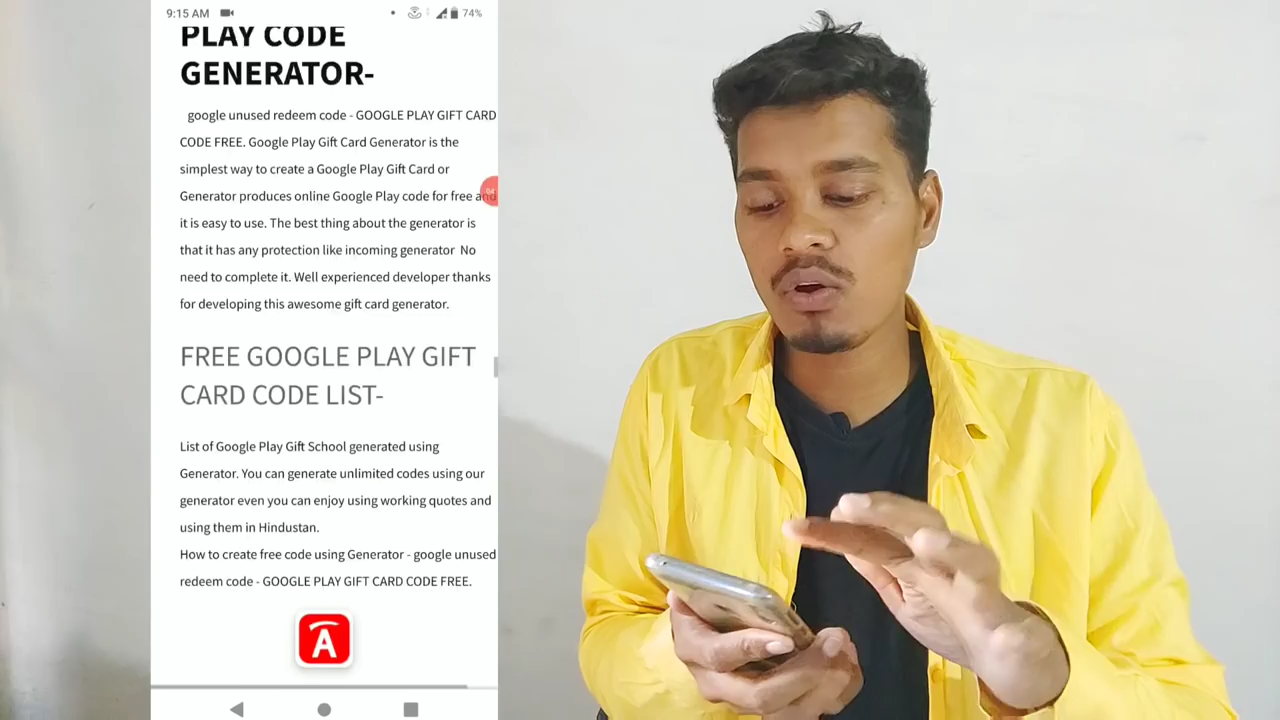 9:15 AM
74%
PLAY CODE
GENERATOR-
google unused redeem code - GOOGLE PLAY GIFT CARD
CODE FREE. Google Play Gift Card Generator is the
simplest way to create a Google Play Gift Card or
Generator produces online Google Play code for free and
it is easy to use. The best thing about the generator is
that it has any protection like incoming generator No
need to complete it. Well experienced developer thanks
for developing this awesome gift card generator.
FREE GOOGLE PLAY GIFT
CARD CODE LIST-
List of Google Play Gift School generated using
Generator. You can generate unlimited codes using our
generator even you can enjoy using working quotes and
using them in Hindustan.
How to create free code using Generator - google unused
redeem code - GOOGLE PLAY GIFT CARD CODE FREE.
A